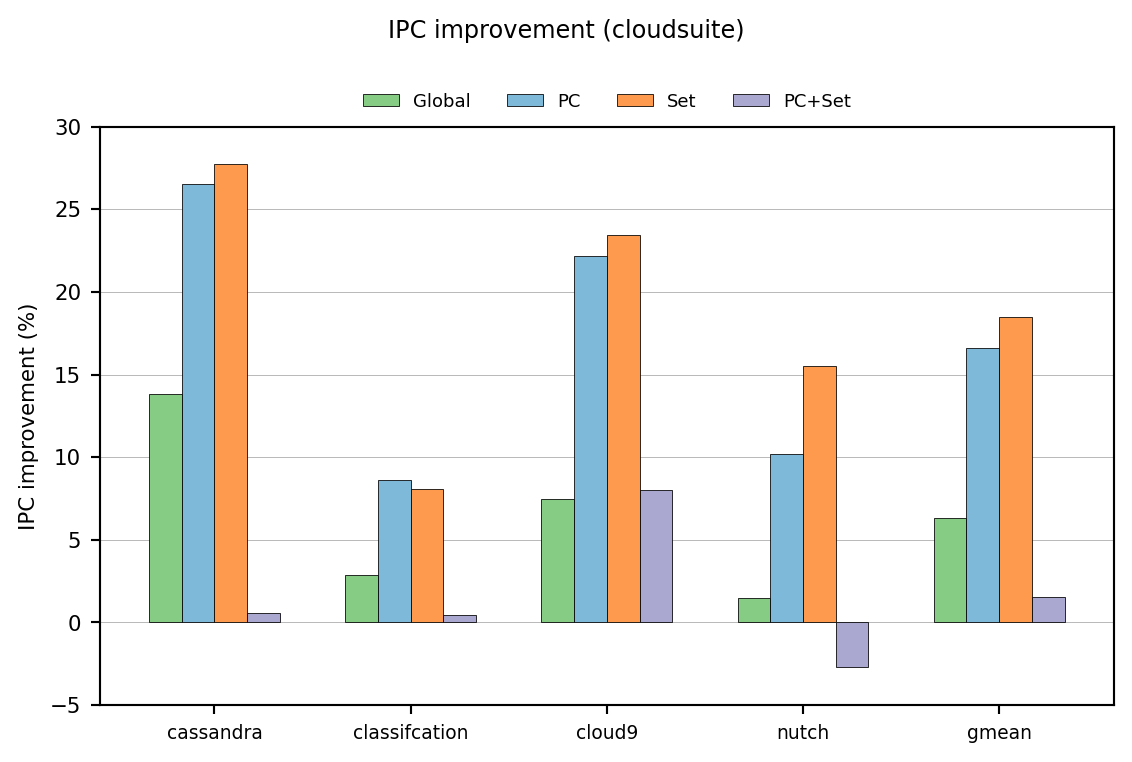 IPC improvement (cloudsuite)
Global PC Set PC+Set
30
25
20
15
10
5
0
−5
IPC improvement (%)
cassandra classifcation cloud9 nutch gmean